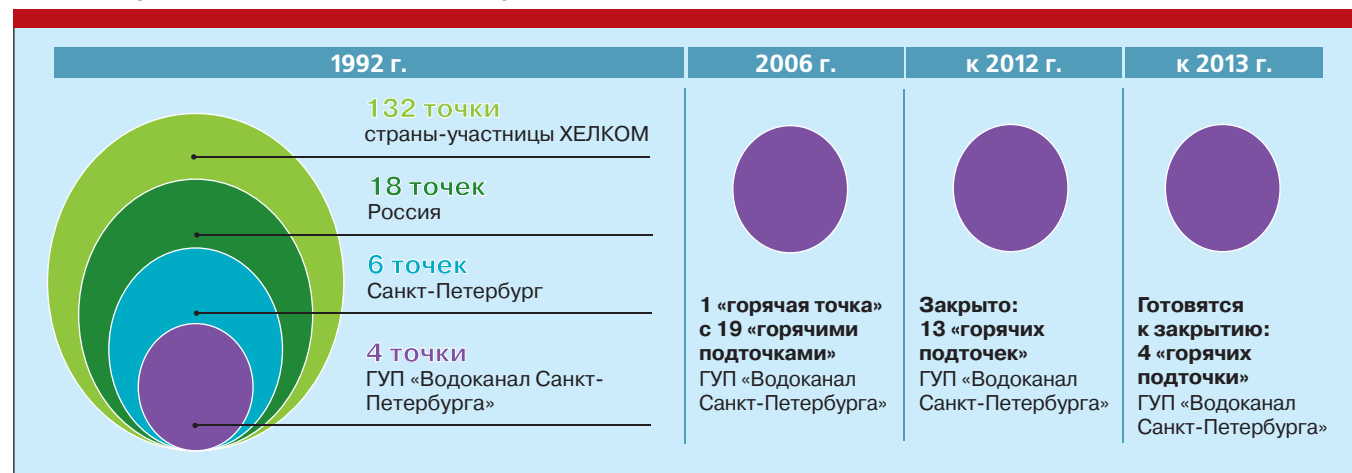 1992 г.
132 точки
страны-участницы ХЕЛКОМ
18 точек
Россия
6 точек
Санкт-Петербург
4 точки
ГУП «Водоканал Санкт-
Петербурга»
2006 г.
1 «горячая точка»
с 19 «горячими
подточками»
ГУП «Водоканал
Санкт-Петербурга»
к 2012 г.
Закрыто:
13 «горячих
подточек»
ГУП «Водоканал
Санкт-Петербурга»
к 2013 г.
Готовятся
к закрытию:
4 «горячих
подточки»
ГУП «Водоканал
Санкт-Петербурга»